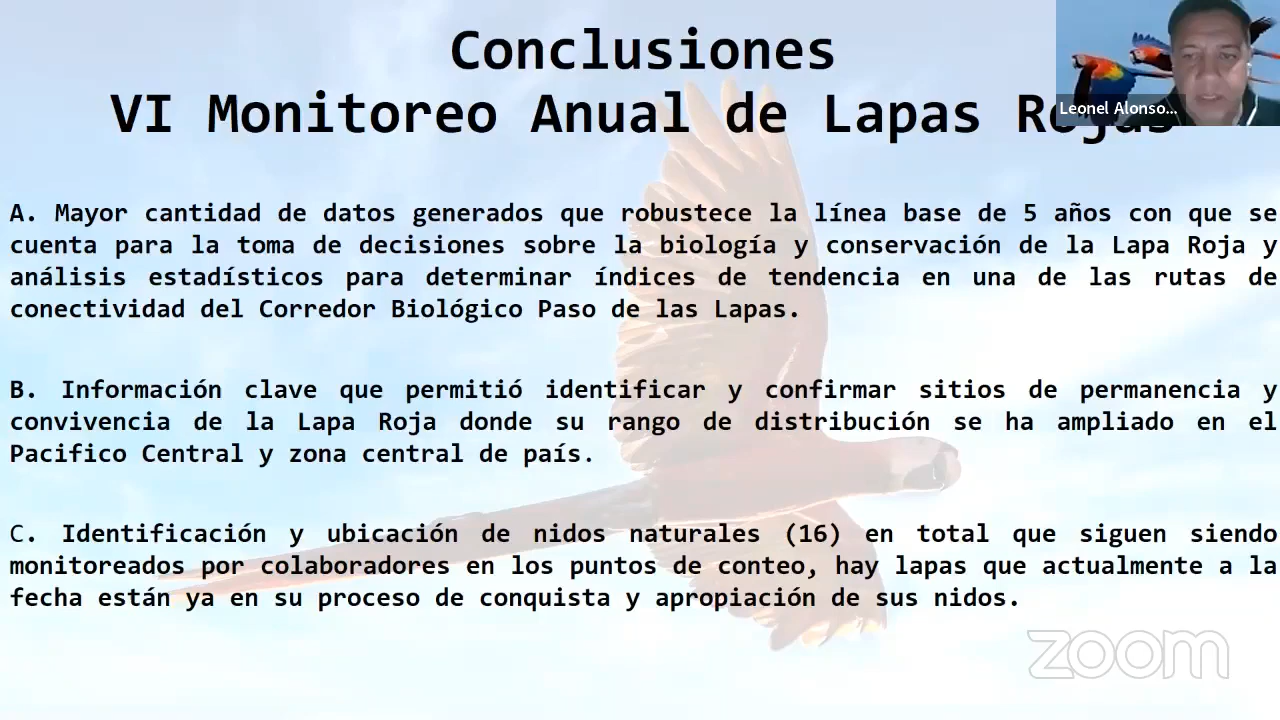 Conclusiones
VI Monitoreo Anual de Lapas Rojas
Leonel Alonso...
A. Mayor cantidad de datos generados que robustece la línea base de 5 años con que se
cuenta para la toma de decisiones sobre la biología y conservación de la Lapa Roja y
análisis estadísticos para determinar índices de tendencia en una de las rutas de
conectividad del Corredor Biológico Paso de las Lapas.
B. Información clave que permitió identificar y confirmar sitios de permanencia y
convivencia de la Lapa Roja donde su rango de distribución se ha ampliado en el
Pacifico Central y zona central de país.
C. Identificación y ubicación de nidos naturales (16) en total que siguen siendo
monitoreados por colaboradores en los puntos de conteo, hay lapas que actualmente a la
fecha están ya en su proceso de conquista y apropiación de sus nidos.
zoom